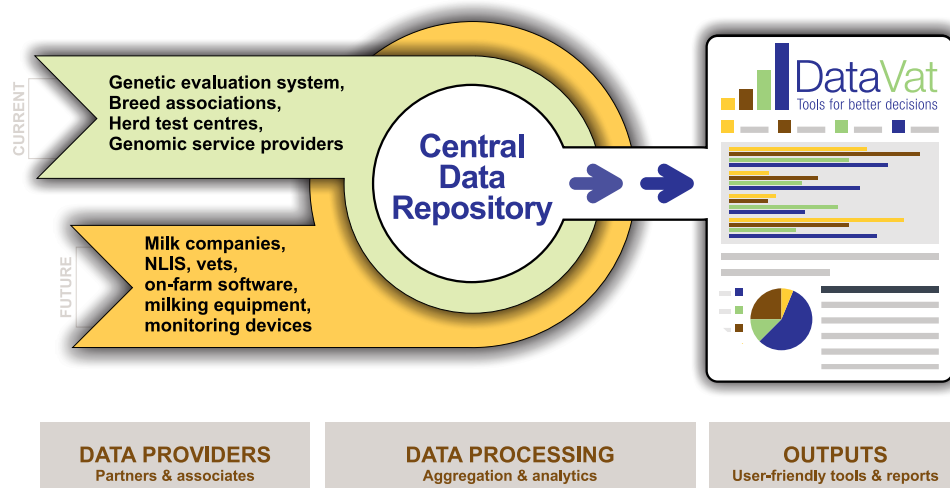 CURRENT
Genetic evaluation system,
Breed associations,
Herd test centres,
Genomic service providers
FUTURE
Milk companies,
NLIS, vets,
on-farm software,
milking equipment,
monitoring devices
Central
Data
Repository
DataVat
Tools for better decisions
DATA PROVIDERS
Partners & associates
DATA PROCESSING
Aggregation & analytics
OUTPUTS
User-friendly tools & reports